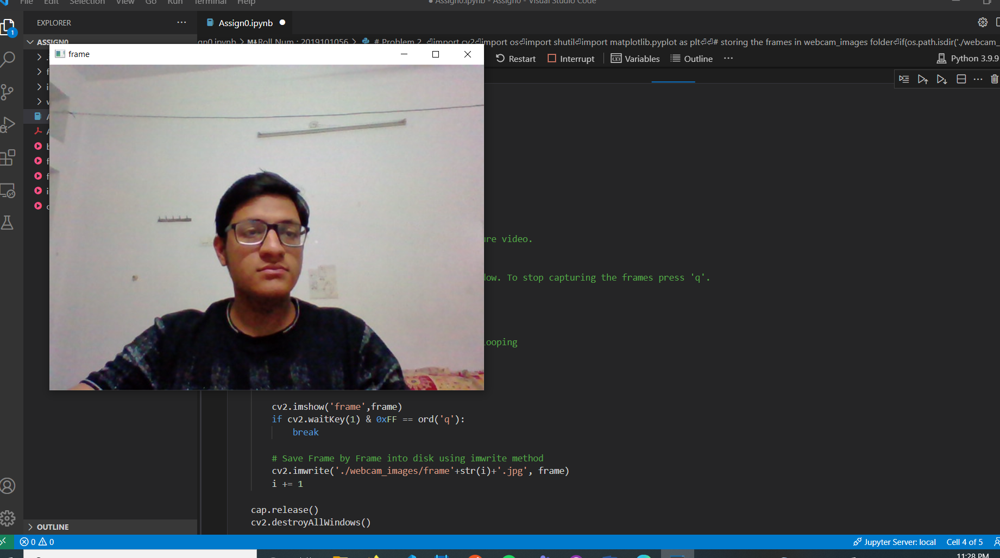 File Edit Selection View Go Run Terminal Help
● Assign0.ipynb - Assign0 - Visual Studio Code
EXPLORER ···
Assign0.ipynb ●
ASSIGN0
gn0.ipynb > M↓Roll Num : 2019101056 > # Problem 2 ⏎import cv2⏎import os⏎import shutil⏎import matplotlib.pyplot as plt⏎⏎# storing the frames in webcam_images folder⏎if(os.path.isdir('./webcam_
frame
Restart Interrupt Variables Outline ···
Python 3.9.9
ure video.
dow. To stop capturing the frames press 'q'.
looping
cv2.imshow('frame',frame)
if cv2.waitKey(1) & 0xFF == ord('q'):
break
# Save Frame by Frame into disk using imwrite method
cv2.imwrite('./webcam_images/frame'+str(i)+'.jpg', frame)
i += 1
cap.release()
cv2.destroyAllWindows()
OUTLINE
0 0
Jupyter Server: local Cell 4 of 5
11:28 PM